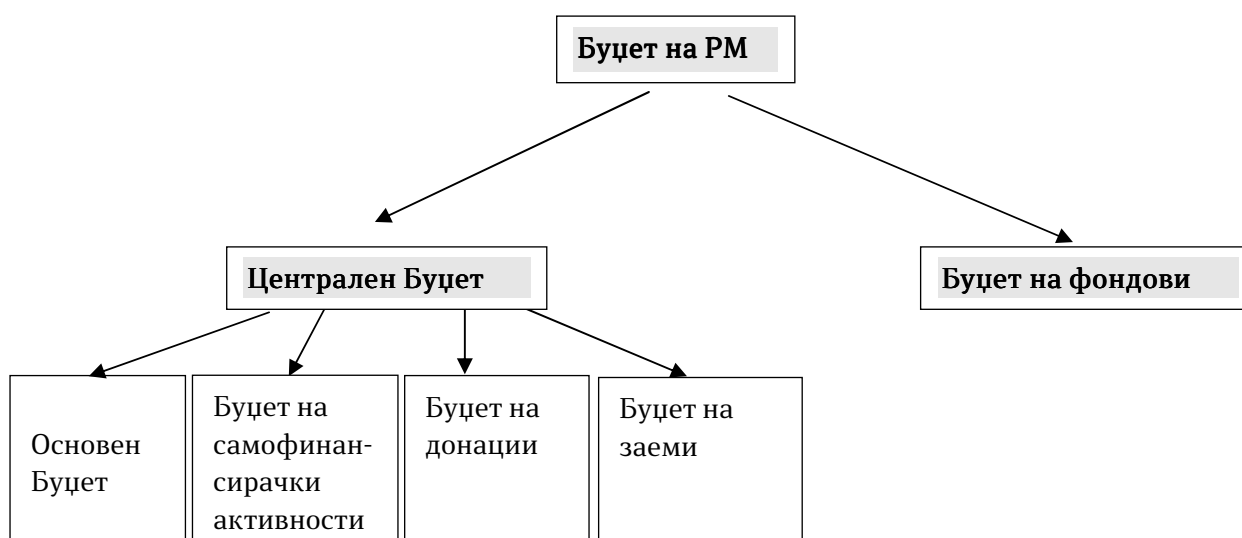 Буџет на РМ
Централен Буџет
Буџет на фондови
Основен
Буџет
Буџет на
самофинан-
сирачки
активности
Буџет на
донации
Буџет на
заеми